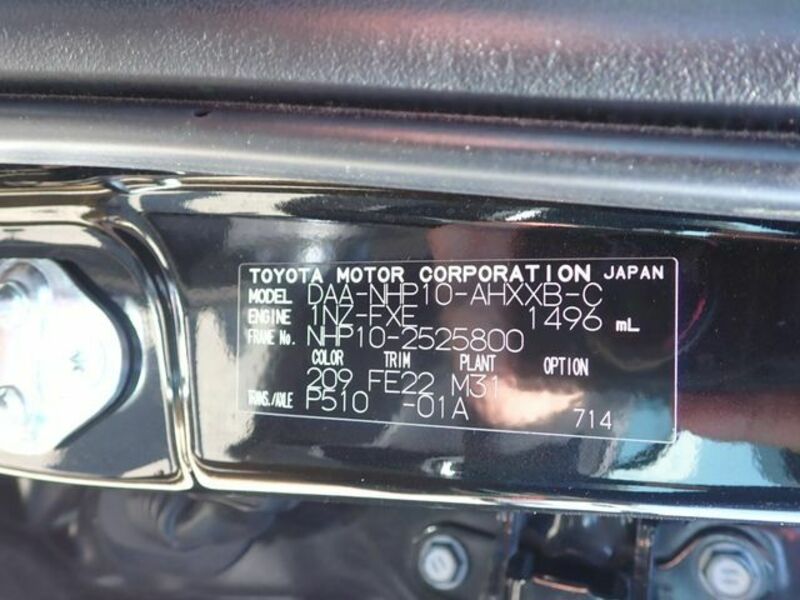 TOYOTA MOTOR CORPORATION JAPAN
MODEL DAA-NHP10-AHXXB-C
ENGINE 1NZ-FXE 1496 mL
FRAME No. NHP10-2525800
COLOR TRIM PLANT OPTION
209 FE22 M31
TRANS./AXLE P510 -01A 714